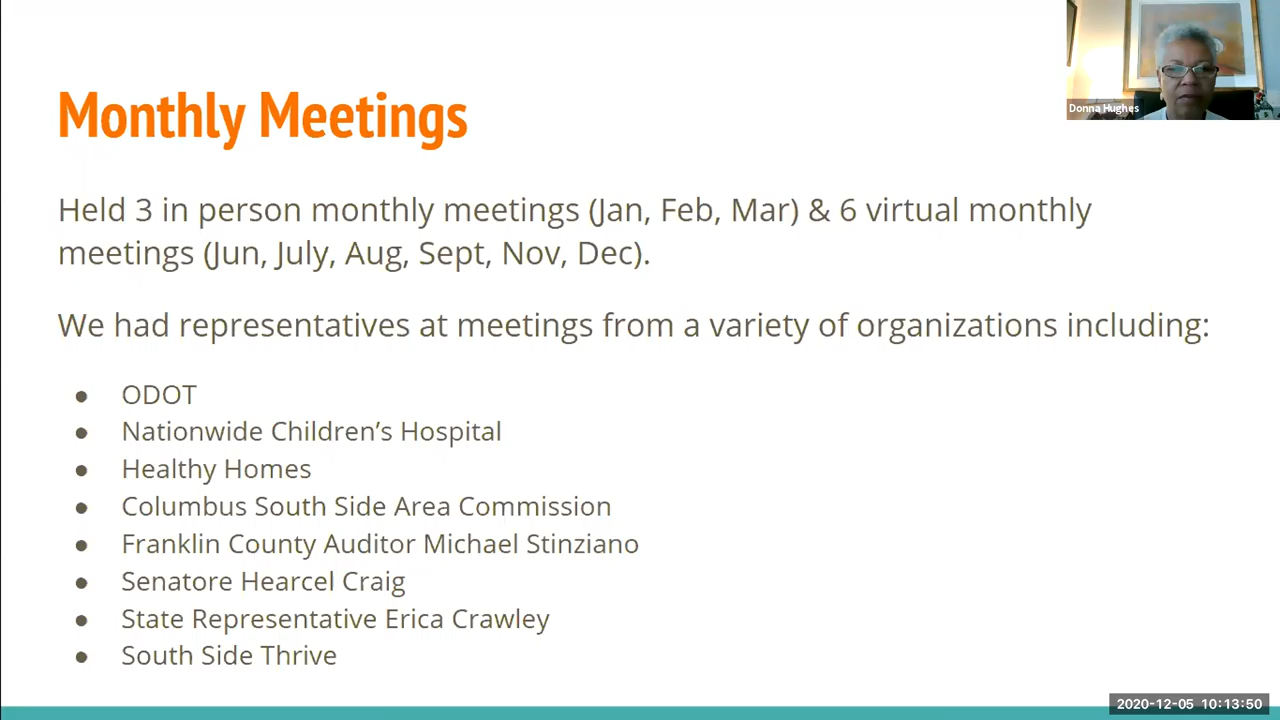 Donna Hughes
Monthly Meetings
Held 3 in person monthly meetings (Jan, Feb, Mar) & 6 virtual monthly
meetings (Jun, July, Aug, Sept, Nov, Dec).
We had representatives at meetings from a variety of organizations including:
● ODOT
● Nationwide Children’s Hospital
● Healthy Homes
● Columbus South Side Area Commission
● Franklin County Auditor Michael Stinziano
● Senatore Hearcel Craig
● State Representative Erica Crawley
● South Side Thrive
2020-12-05 10:13:50